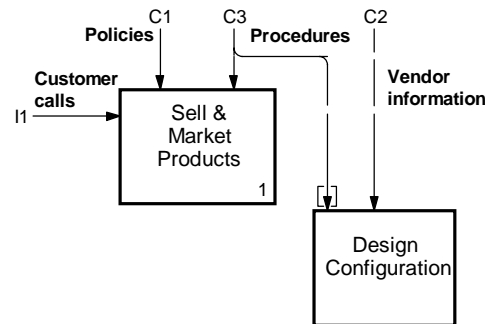 C1
C3
C2
Policies
Procedures
Customer
calls
Vendor
information
I1
Sell &
Market
Products
1
Design
Configuration